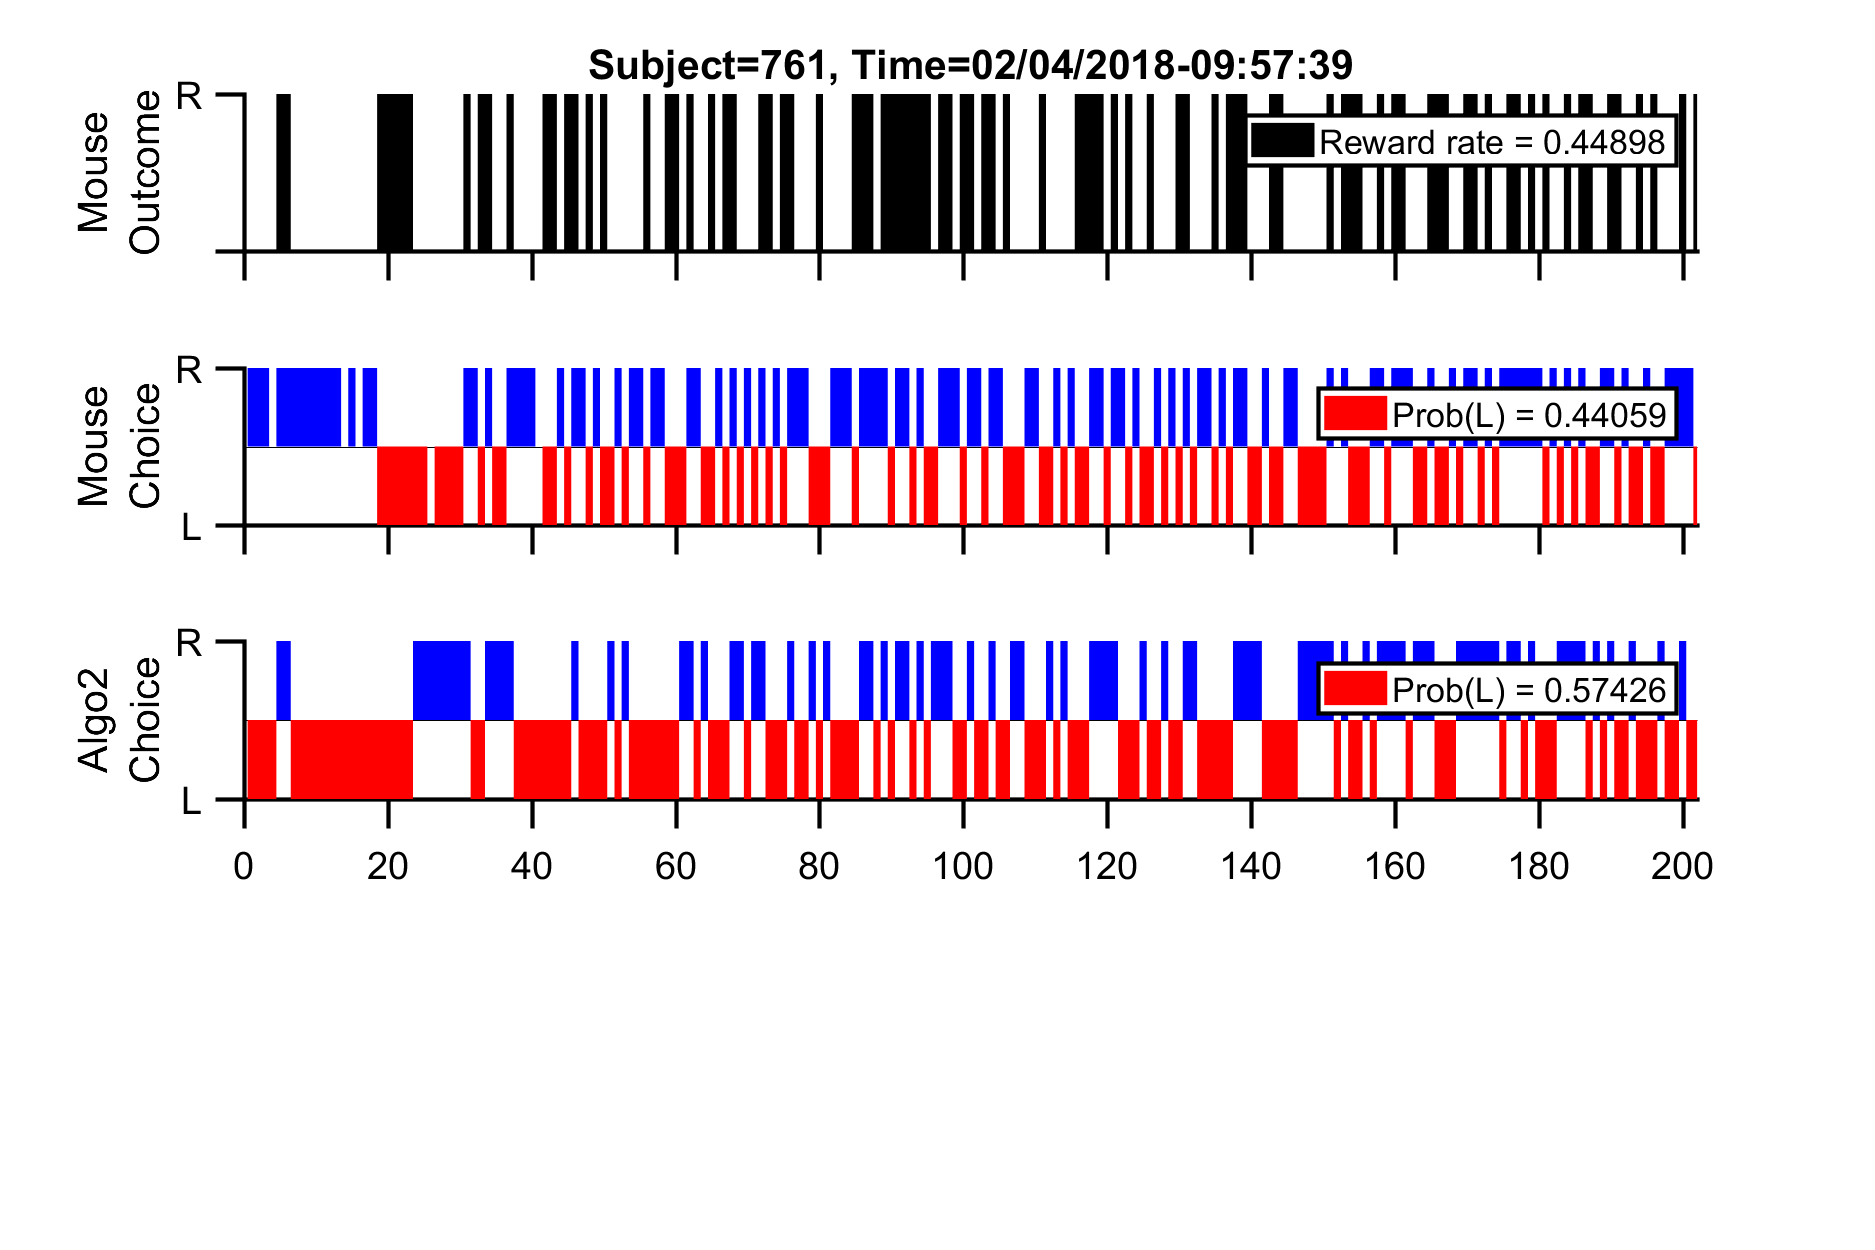 Subject=761, Time=02/04/2018-09:57:39
Mouse
Outcome
R
Reward rate = 0.44898
Mouse
Choice
R
L
Prob(L) = 0.44059
Algo2
Choice
R
L
Prob(L) = 0.57426
0 20 40 60 80 100 120 140 160 180 200